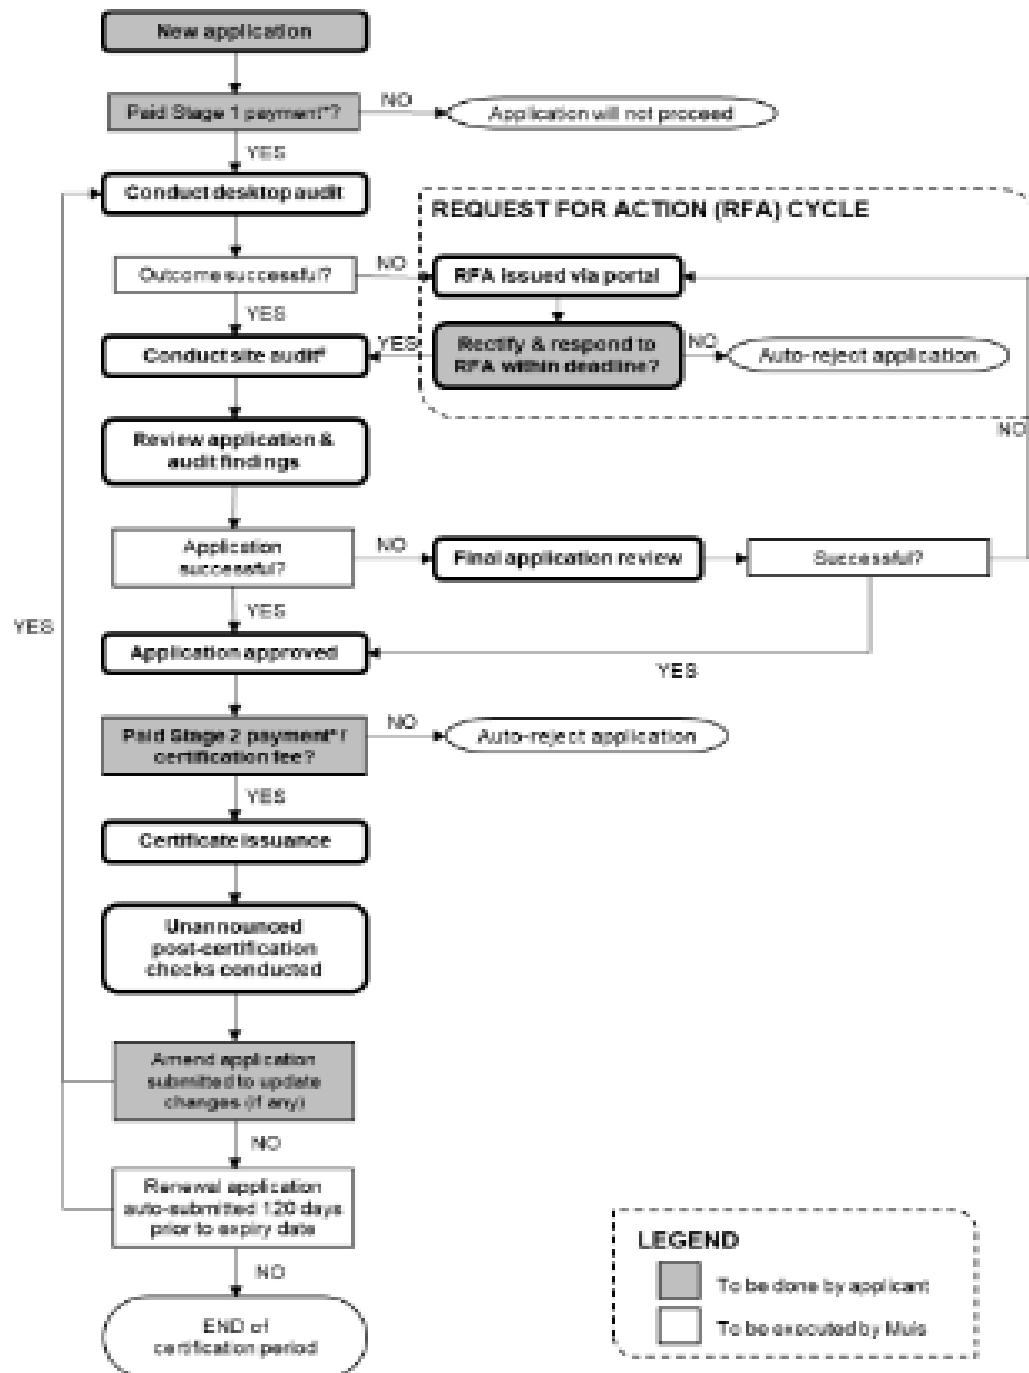 New application
Paid Stage 1 payment*?
NO
Application will not proceed
YES
Conduct desktop audit
REQUEST FOR ACTION (RFA) CYCLE
Outcome successful?
NO
RFA issued via portal
YES
Conduct site audit#
YES
Rectify & respond to
RFA within deadline?
NO
Auto-reject application
Review application &
audit findings
NO
Application
successful?
NO
Final application review
Successful?
YES
YES
Application approved
YES
Paid Stage 2 payment* /
certification fee?
NO
Auto-reject application
YES
Certificate issuance
Unannounced
post-certification
checks conducted
Amend application
submitted to update
changes (if any)
NO
Renewal application
auto-submitted 120 days
prior to expiry date
NO
END of
certification period
LEGEND
To be done by applicant
To be executed by Muis